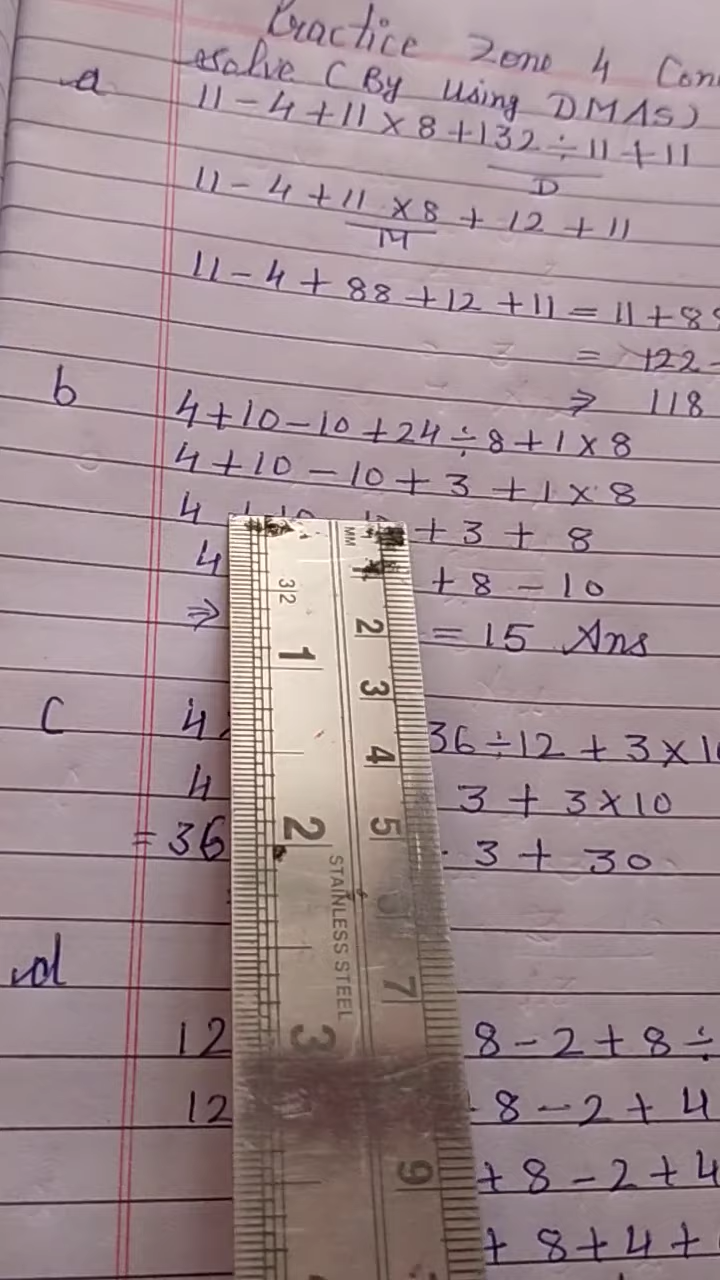 Practice Zone 4
a solve (By using DMAS)
11 - 4 + 11 × 8 + 132 ÷ 11 + 11
D
11 - 4 + 11 × 8 + 12 + 11
M
11 - 4 + 88 + 12 + 11 = 11 + 88
= 122 -
⇒ 118
b 4 + 10 - 10 + 24 ÷ 8 + 1 × 8
4 + 10 - 10 + 3 + 1 × 8
4 + 3 + 8
4 + 8 - 10
⇒ = 15 Ans
c 4 36 ÷ 12 + 3 × 10
4 3 + 3 × 10
= 36 3 + 30
d
12 8 - 2 + 8 ÷
12 8 - 2 + 4
+ 8 - 2 + 4
+ 8 + 4 +
MM
32
1 2 3
1 2 3 4 5 7 9
STAINLESS STEEL